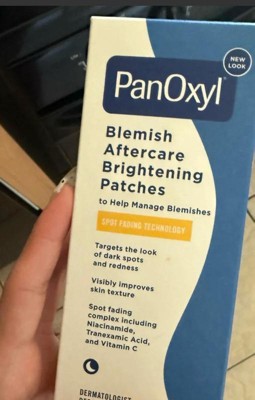 NEW
LOOK
PanOxyl
Blemish
Aftercare
Brightening
Patches
to Help Manage Blemishes
SPOT FADING TECHNOLOGY
Targets the look
of dark spots
and redness
Visibly improves
skin texture
Spot fading
complex including
Niacinamide,
Tranexamic Acid,
and Vitamin C
DERMATOLOGIST